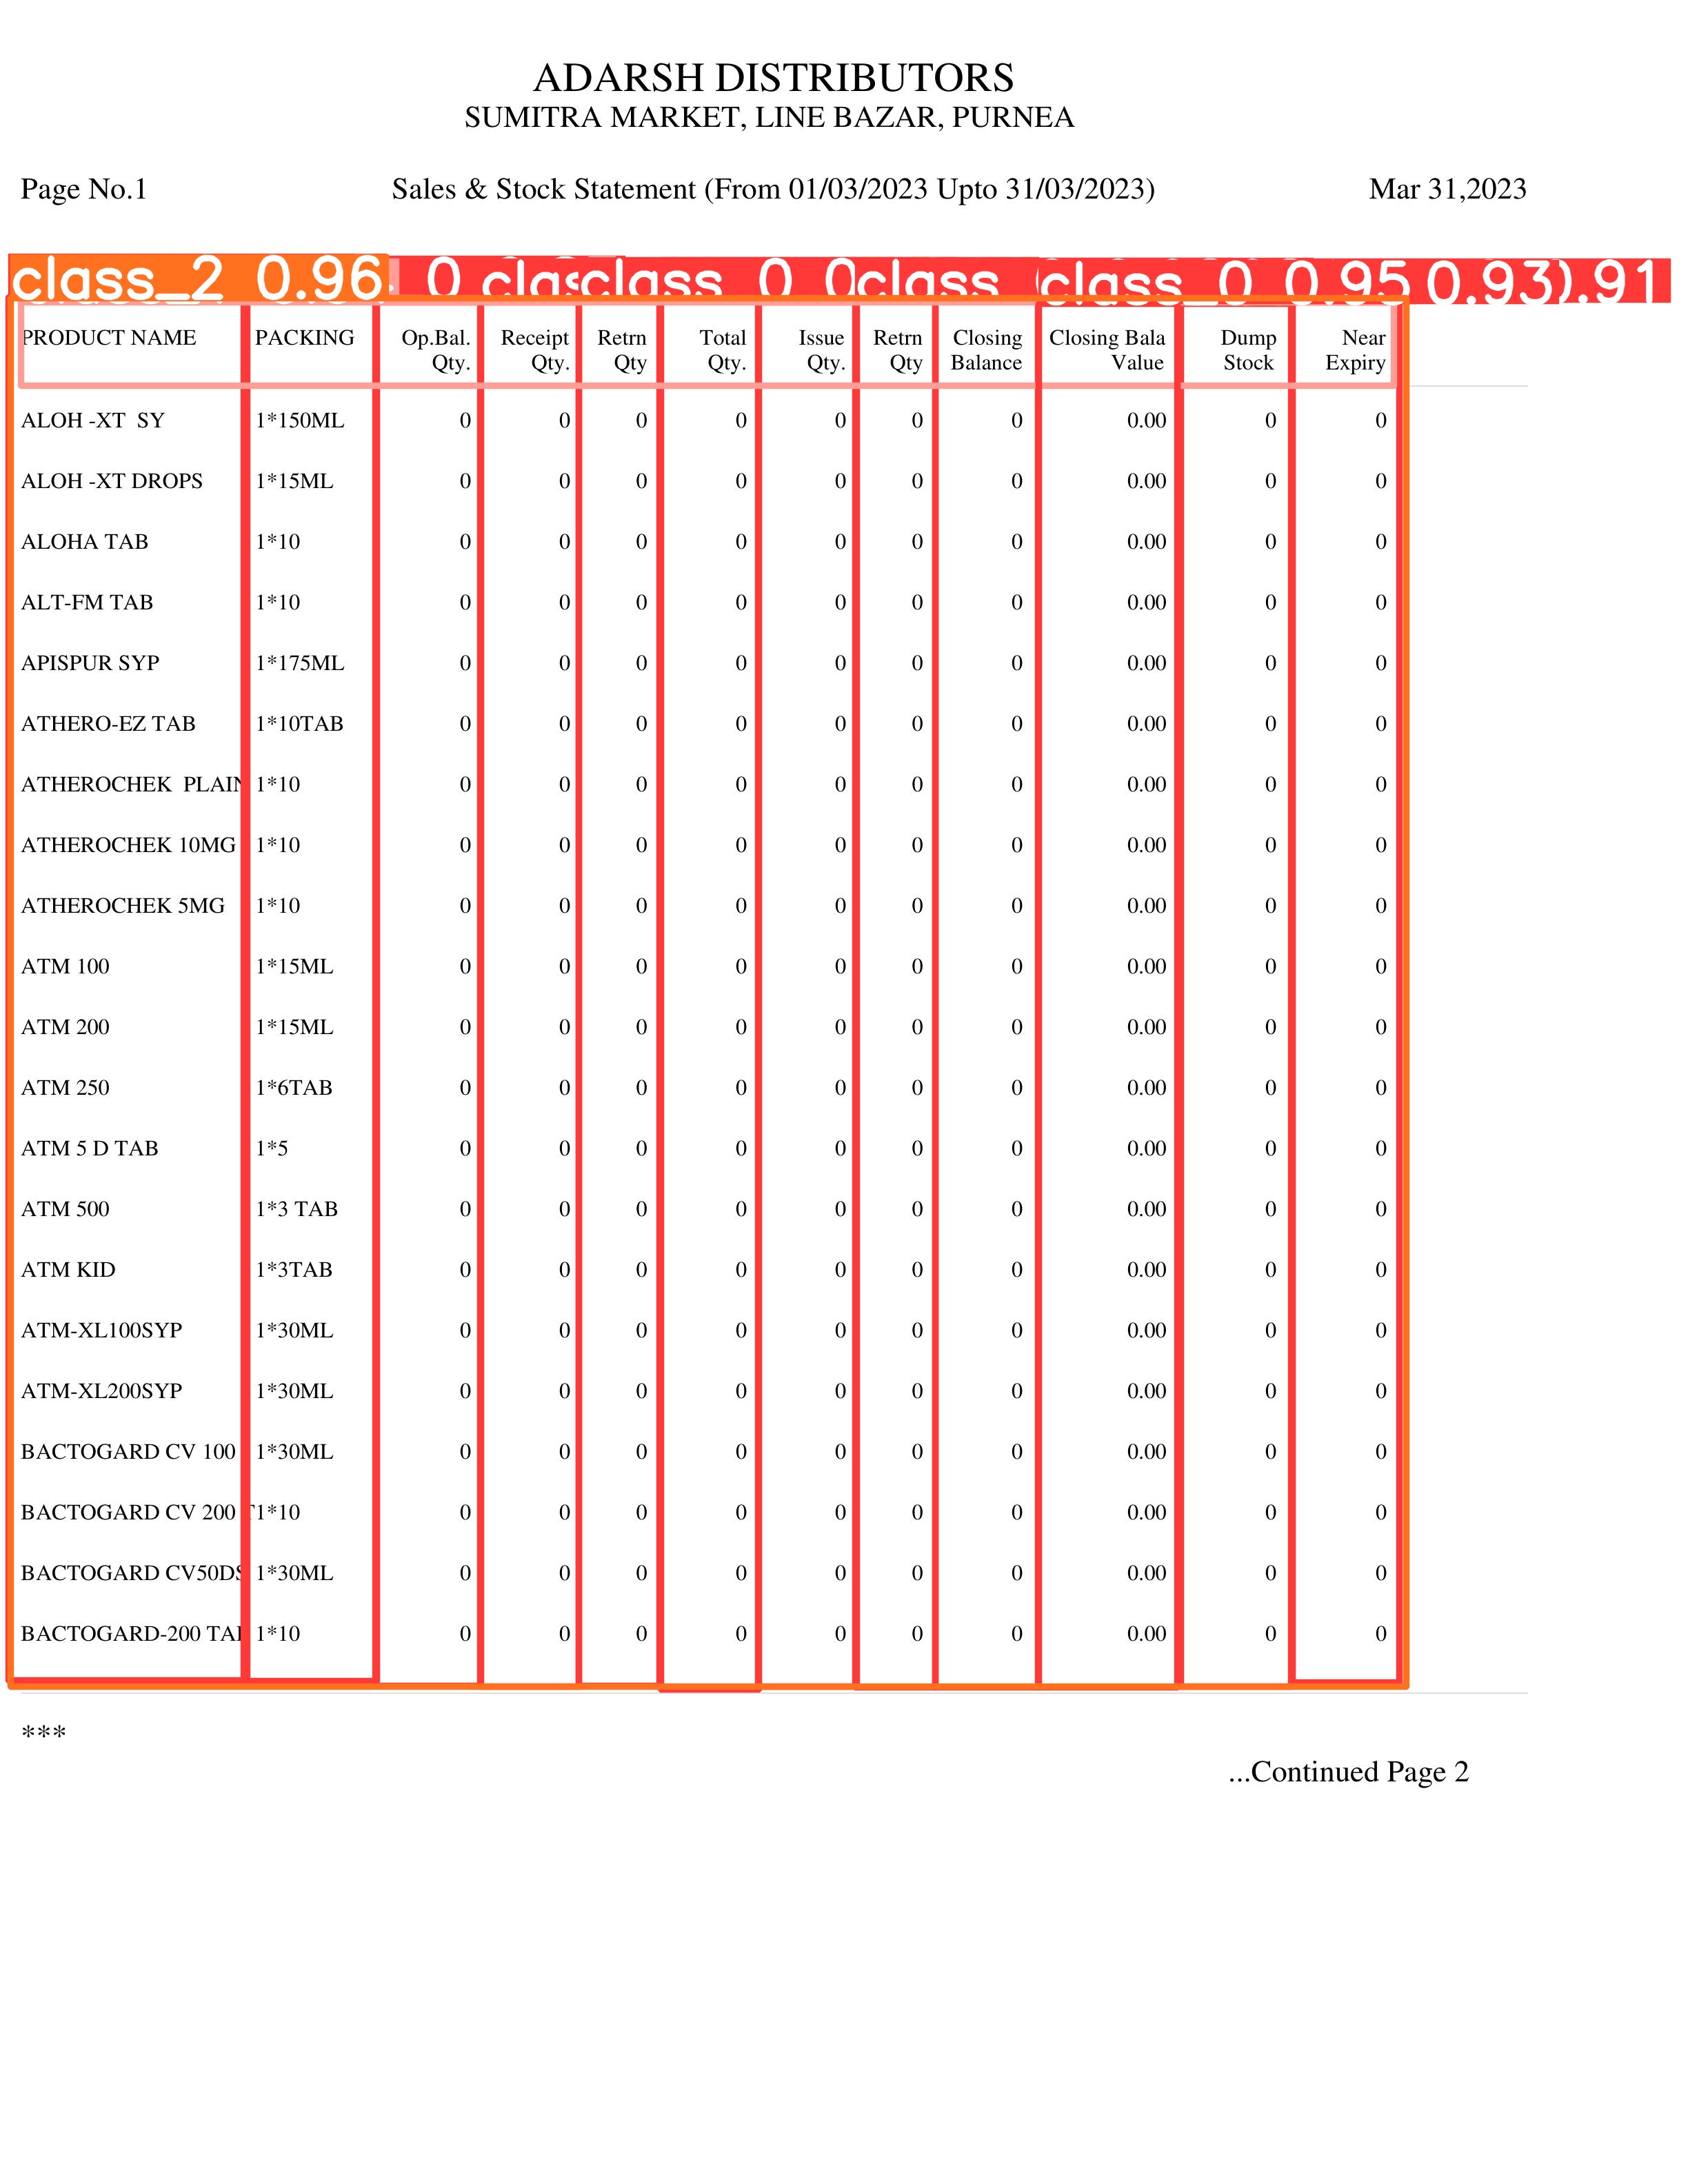 ADARSH DISTRIBUTORS
SUMITRA MARKET, LINE BAZAR, PURNEA
Page No.1 Sales & Stock Statement (From 01/03/2023 Upto 31/03/2023) Mar 31,2023
class_2 0.96 0 class 0 class class_0 0.95 0.93 .91
PRODUCT NAME PACKING Op.Bal. Receipt Retrn Total Issue Retrn Closing Closing Bala Dump Near
Qty. Qty. Qty Qty. Qty. Qty Balance Value Stock Expiry
ALOH -XT SY 1*150ML 0 0 0 0 0 0 0 0.00 0 0
ALOH -XT DROPS 1*15ML 0 0 0 0 0 0 0 0.00 0 0
ALOHA TAB 1*10 0 0 0 0 0 0 0 0.00 0 0
ALT-FM TAB 1*10 0 0 0 0 0 0 0 0.00 0 0
APISPUR SYP 1*175ML 0 0 0 0 0 0 0 0.00 0 0
ATHERO-EZ TAB 1*10TAB 0 0 0 0 0 0 0 0.00 0 0
ATHEROCHEK PLAIN 1*10 0 0 0 0 0 0 0 0.00 0 0
ATHEROCHEK 10MG 1*10 0 0 0 0 0 0 0 0.00 0 0
ATHEROCHEK 5MG 1*10 0 0 0 0 0 0 0 0.00 0 0
ATM 100 1*15ML 0 0 0 0 0 0 0 0.00 0 0
ATM 200 1*15ML 0 0 0 0 0 0 0 0.00 0 0
ATM 250 1*6TAB 0 0 0 0 0 0 0 0.00 0 0
ATM 5 D TAB 1*5 0 0 0 0 0 0 0 0.00 0 0
ATM 500 1*3 TAB 0 0 0 0 0 0 0 0.00 0 0
ATM KID 1*3TAB 0 0 0 0 0 0 0 0.00 0 0
ATM-XL100SYP 1*30ML 0 0 0 0 0 0 0 0.00 0 0
ATM-XL200SYP 1*30ML 0 0 0 0 0 0 0 0.00 0 0
BACTOGARD CV 100 1*30ML 0 0 0 0 0 0 0 0.00 0 0
BACTOGARD CV 200 1*10 0 0 0 0 0 0 0 0.00 0 0
BACTOGARD CV50DS 1*30ML 0 0 0 0 0 0 0 0.00 0 0
BACTOGARD-200 1*10 0 0 0 0 0 0 0 0.00 0 0
***
...Continued Page 2